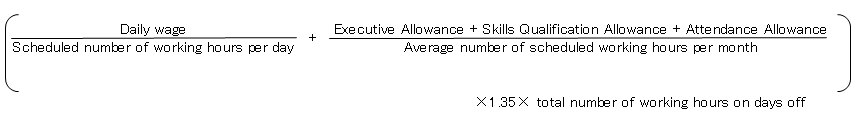 Daily wage
Scheduled number of working hours per day
+
Executive Allowance + Skills Qualification Allowance + Attendance Allowance
Average number of scheduled working hours per month
×1.35× total number of working hours on days off